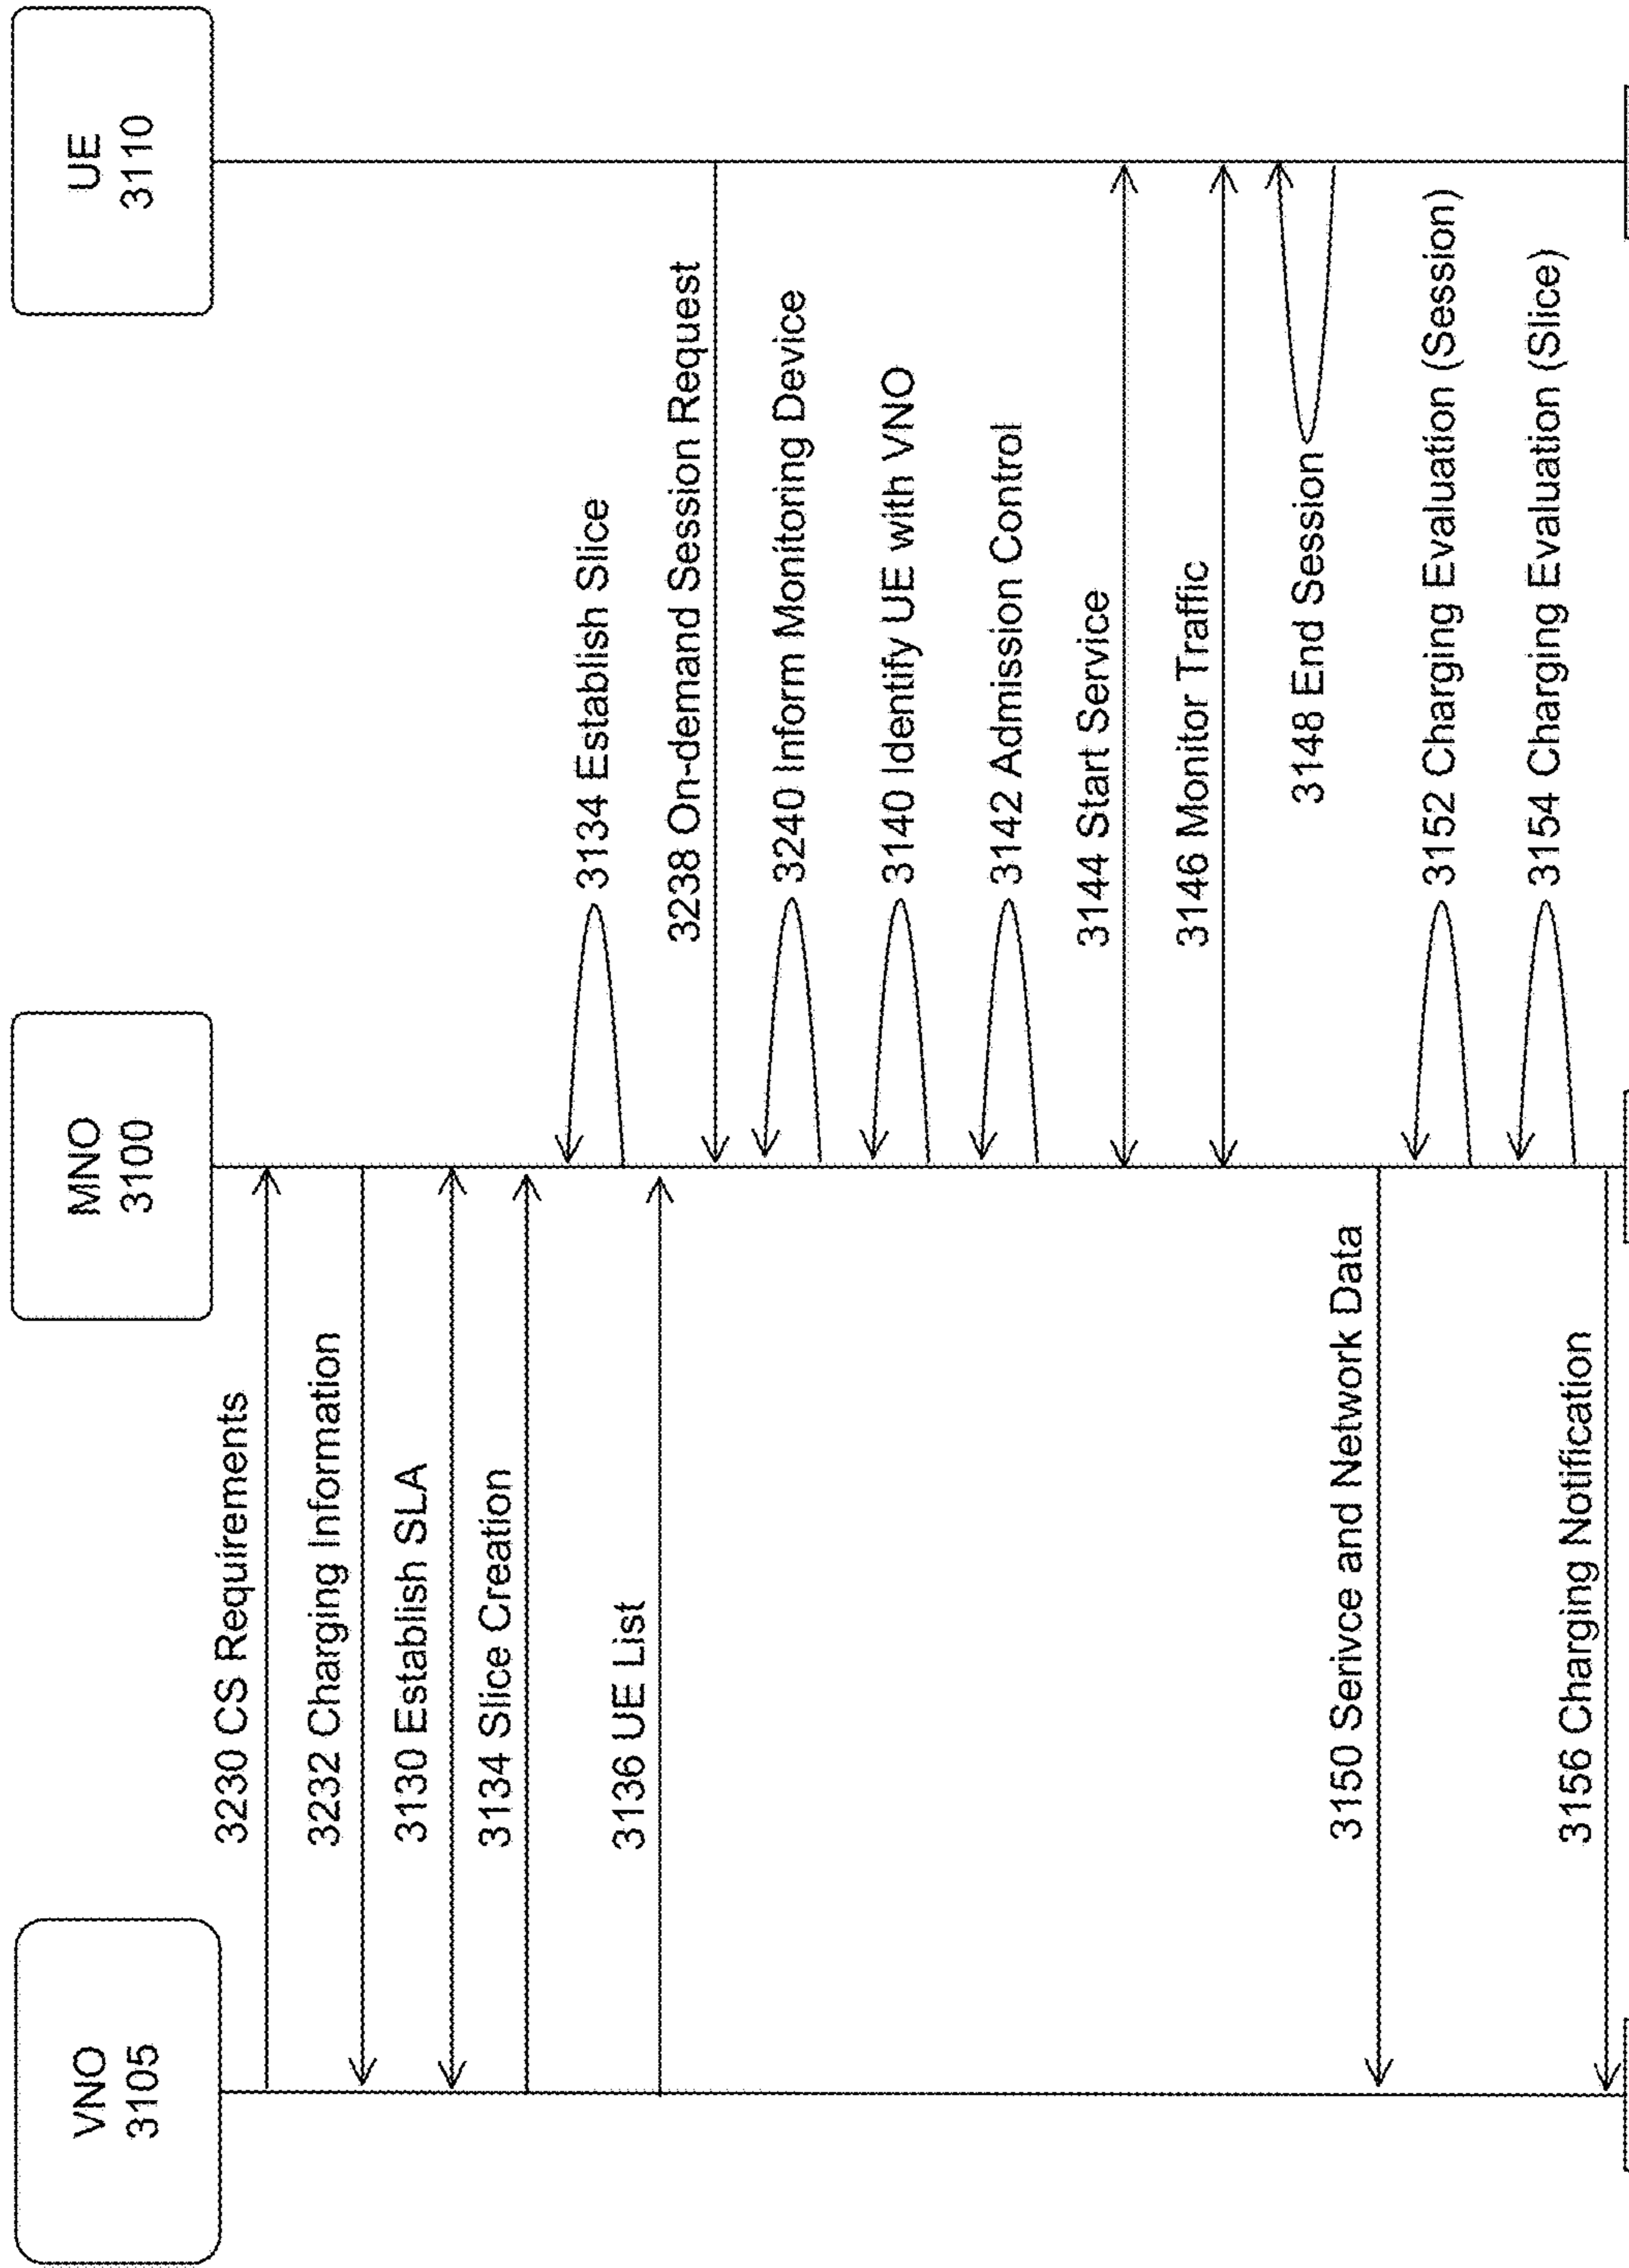 VNO
3105
MNO
3100
UE
3110
3230 CS Requirements
3232 Charging Information
3130 Establish SLA
3134 Slice Creation
3134 Establish Slice
3136 UE List
3238 On-demand Session Request
3240 Inform Monitoring Device
3140 Identify UE with VNO
3142 Admission Control
3144 Start Service
3146 Monitor Traffic
3148 End Session
3150 Serivce and Network Data
3152 Charging Evaluation (Session)
3154 Charging Evaluation (Slice)
3156 Charging Notification